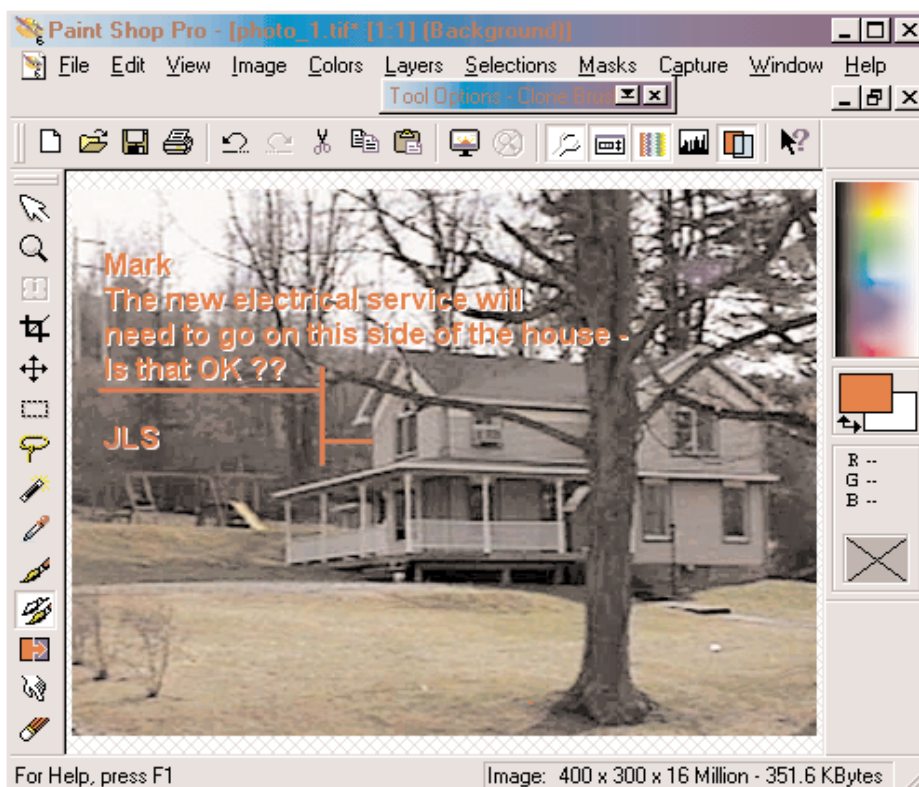 Paint Shop Pro - [photo_1.tif* [1:1] (Background)]
File Edit View Image Colors Layers Selections Masks Capture Window Help
Tool Options - Clone Brush
Mark
The new electrical service will
need to go on this side of the house -
Is that OK ??
JLS
R --
G --
B --
For Help, press F1
Image: 400 x 300 x 16 Million - 351.6 KBytes